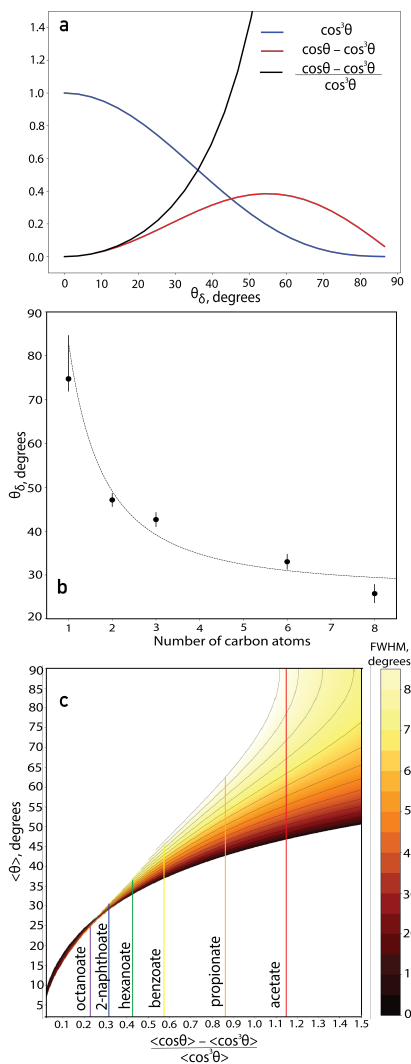 a
cos³θ
cosθ – cos³θ
cosθ – cos³θ
cos³θ
1.4
1.2
1.0
0.8
0.6
0.4
0.2
0.0
0 10 20 30 40 50 60 70 80 90
θδ, degrees
90
80
70
60
50
40
30
20
θδ, degrees
b
1 2 3 4 5 6 7 8
Number of carbon atoms
FWHM,
degrees
c
90
85
80
75
70
65
60
55
50
45
40
35
30
25
20
15
10
5
<θ>, degrees
octanoate
2-naphthoate
hexanoate
benzoate
propionate
acetate
8
7
6
5
4
3
2
1
0
0.1 0.2 0.3 0.4 0.5 0.6 0.7 0.8 0.9 1.0 1.1 1.2 1.3 1.4 1.5
<cosθ> – <cos³θ>
<cos³θ>